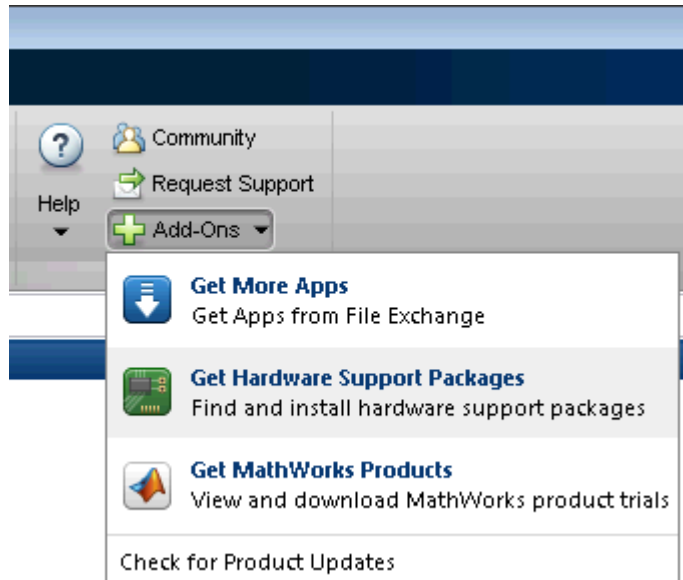 ?
Help
Community
Request Support
Add-Ons
Get More Apps
Get Apps from File Exchange
Get Hardware Support Packages
Find and install hardware support packages
Get MathWorks Products
View and download MathWorks product trials
Check for Product Updates